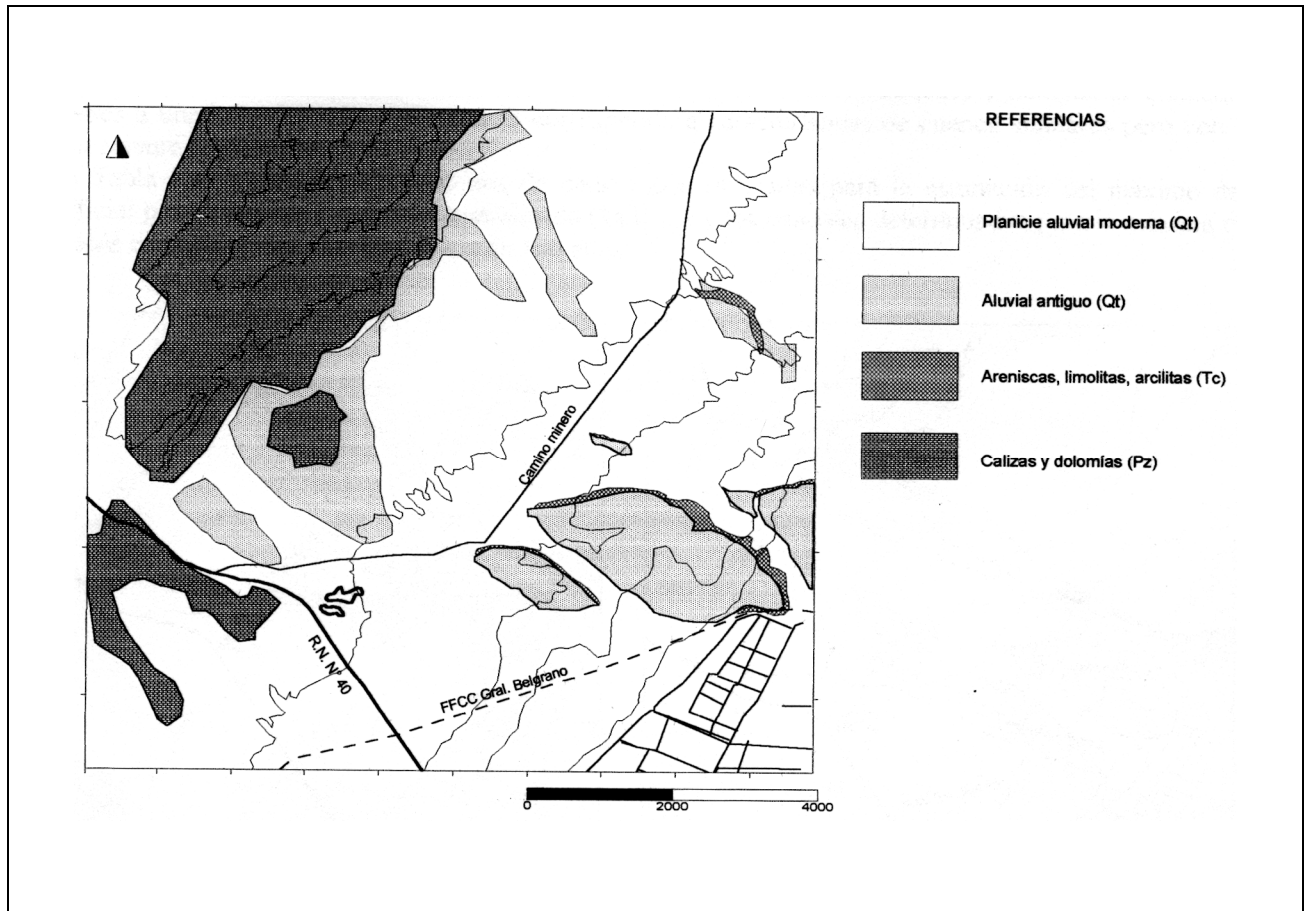 REFERENCIAS
Planicie aluvial moderna (Qt)
Aluvial antiguo (Qt)
Areniscas, limolitas, arcilitas (Tc)
Calizas y dolomías (Pz)
Camino minero
R.N. N° 40
FFCC Gral. Belgrano
0 2000 4000